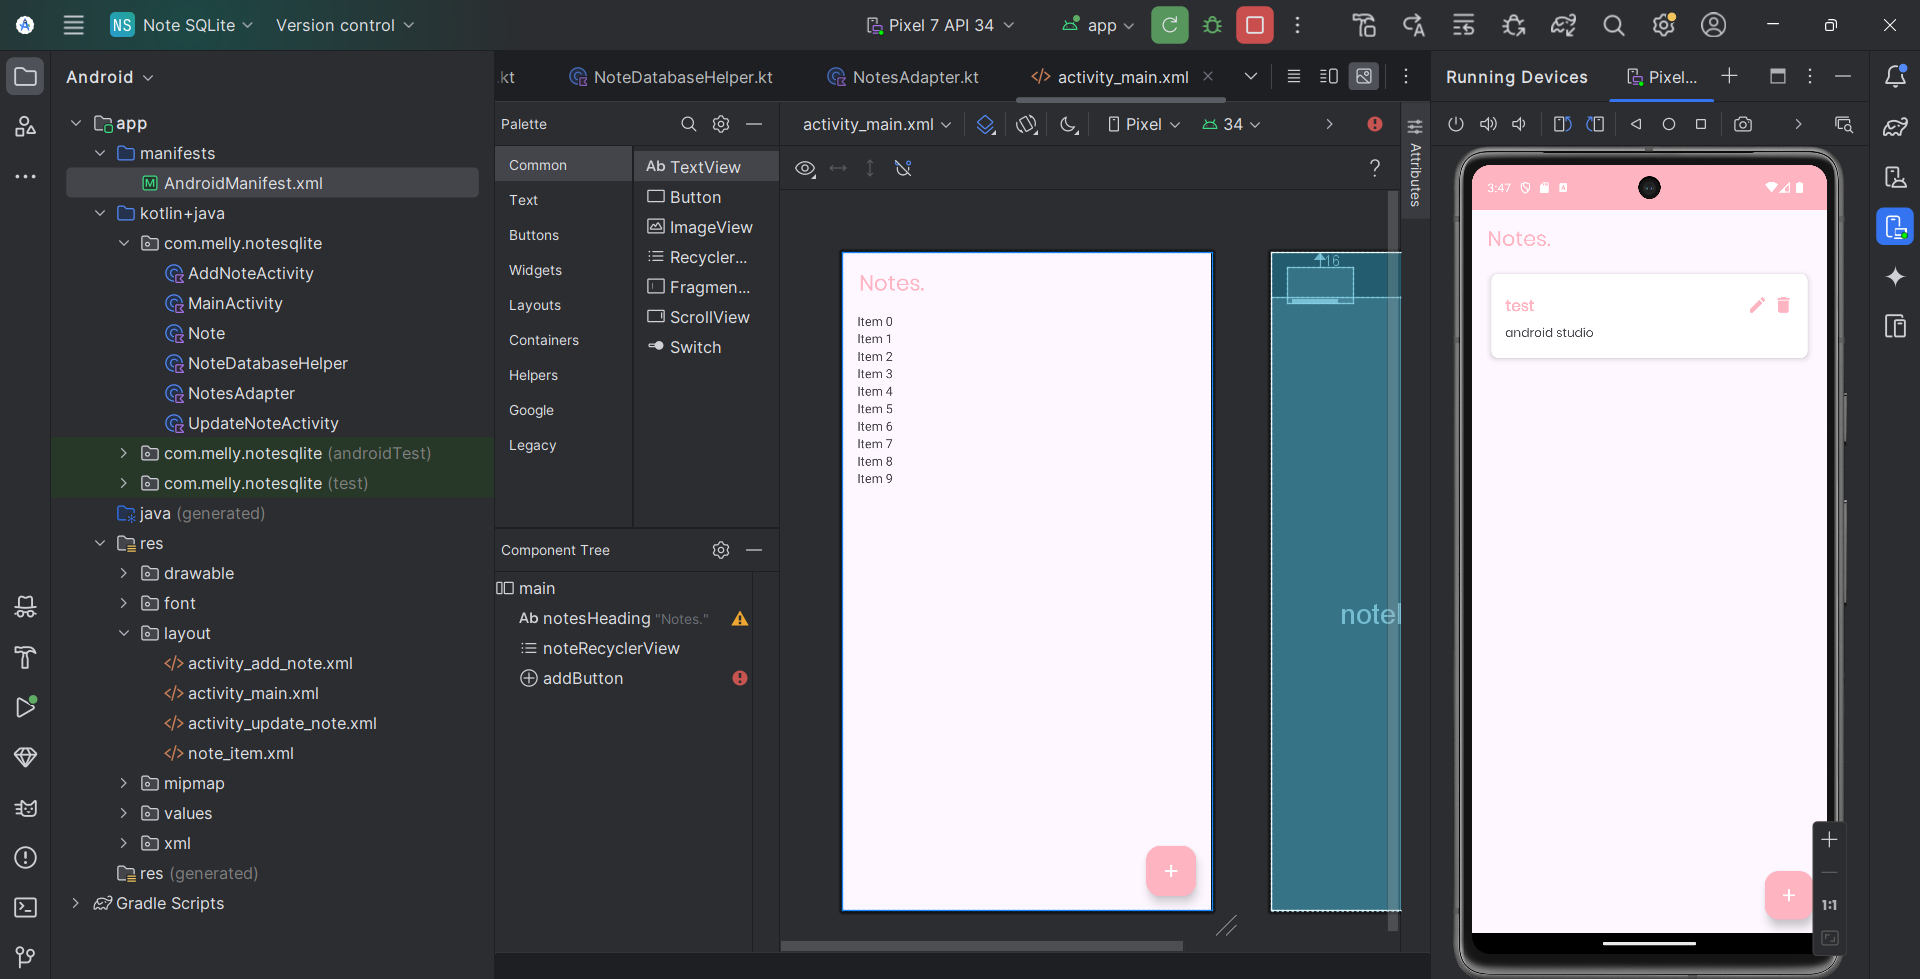 NS Note SQLite Version control Pixel 7 API 34 app
Android
app
manifests
AndroidManifest.xml
kotlin+java
com.melly.notesqlite
AddNoteActivity
MainActivity
Note
NoteDatabaseHelper
NotesAdapter
UpdateNoteActivity
com.melly.notesqlite (androidTest)
com.melly.notesqlite (test)
java (generated)
res
drawable
font
layout
activity_add_note.xml
activity_main.xml
activity_update_note.xml
note_item.xml
mipmap
values
xml
res (generated)
Gradle Scripts
.kt NoteDatabaseHelper.kt NotesAdapter.kt activity_main.xml
Palette
Common
Text
Buttons
Widgets
Layouts
Containers
Helpers
Google
Legacy
Ab TextView
Button
ImageView
Recycler...
Fragmen...
ScrollView
Switch
Component Tree
main
Ab notesHeading "Notes."
noteRecyclerView
addButton
activity_main.xml Pixel 34
?
Attributes
Notes.
Item 0
Item 1
Item 2
Item 3
Item 4
Item 5
Item 6
Item 7
Item 8
Item 9
+
16
Running Devices Pixel...
3:47
Notes.
test
android studio
+
1:1